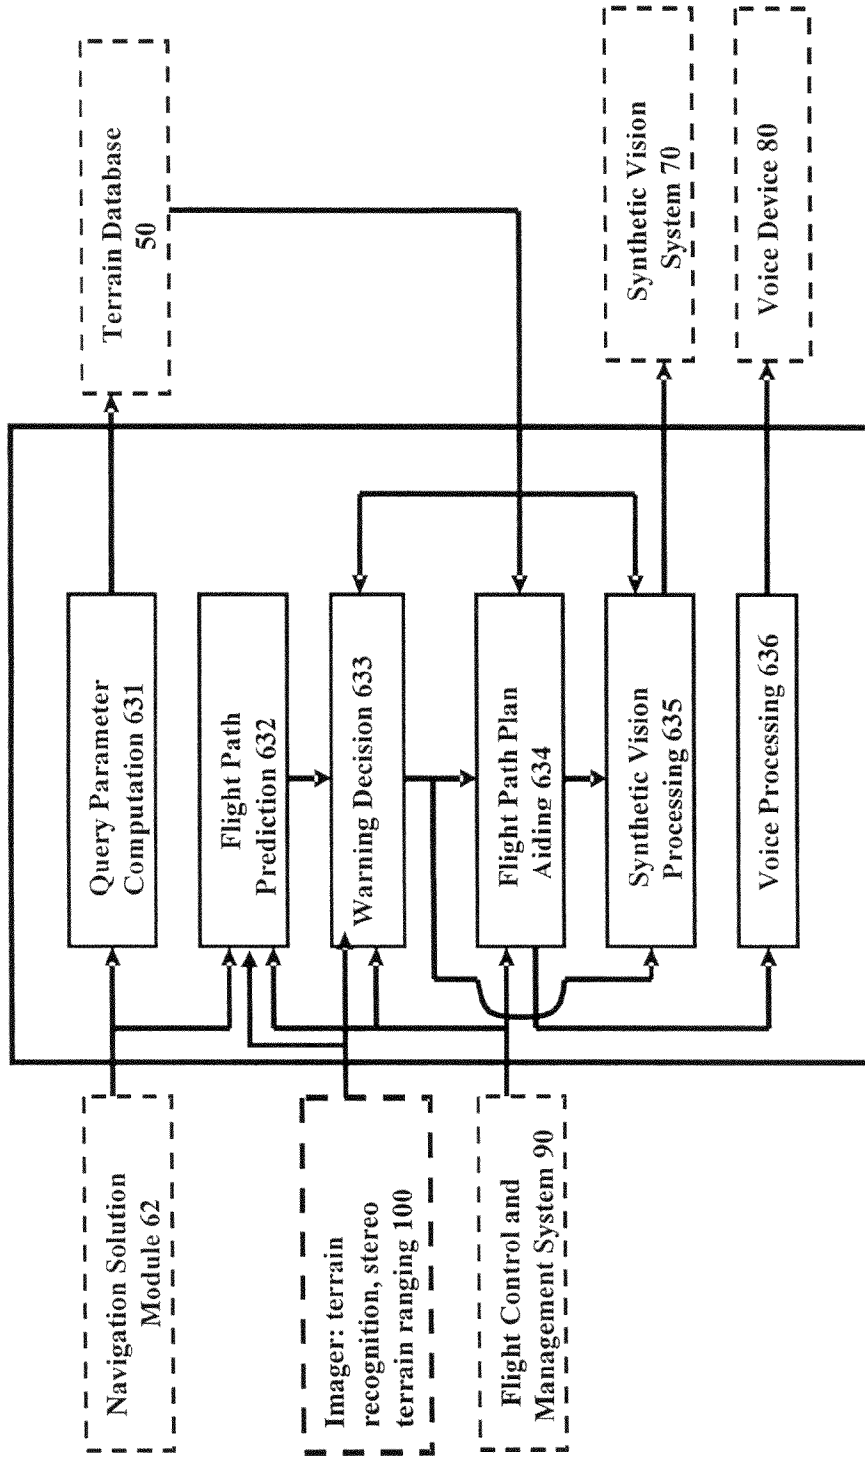 Navigation Solution
Module 62
Imager: terrain
recognition, stereo
terrain ranging 100
Flight Control and
Management System 90
Query Parameter
Computation 631
Flight Path
Prediction 632
Warning Decision 633
Flight Path Plan
Aiding 634
Synthetic Vision
Processing 635
Voice Processing 636
Terrain Database
50
Synthetic Vision
System 70
Voice Device 80